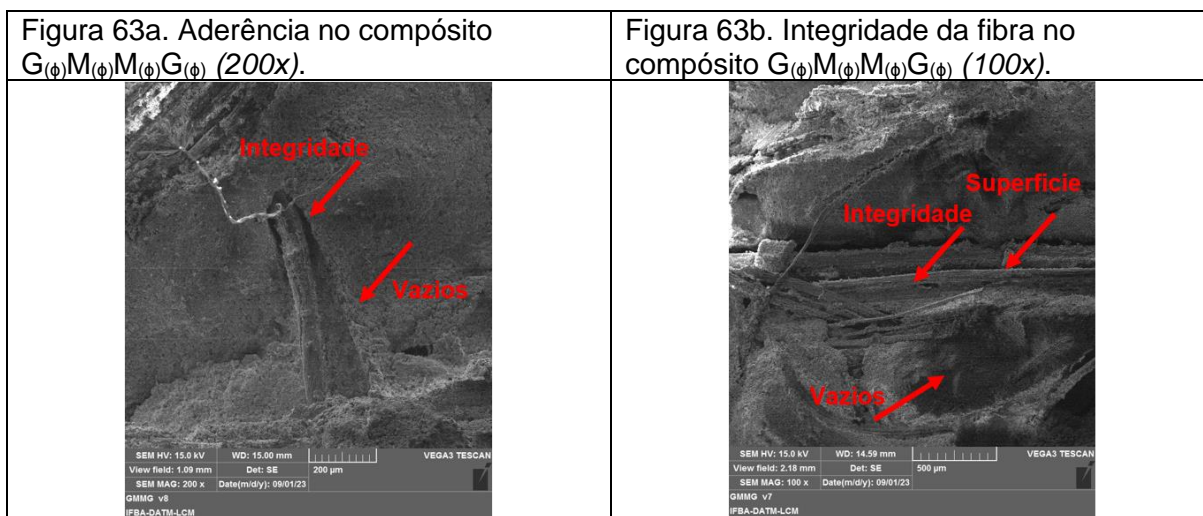 Figura 63a. Aderência no compósito
G(ϕ)M(ϕ)M(ϕ)G(ϕ) (200x).
Figura 63b. Integridade da fibra no
compósito G(ϕ)M(ϕ)M(ϕ)G(ϕ) (100x).
Integridade
Vazios
SEM HV: 15.0 kV WD: 15.00 mm VEGA3 TESCAN
View field: 1.09 mm Det: SE 200 µm
SEM MAG: 200 x Date(m/d/y): 09/01/23
GMMG v8
IFBA-DATM-LCM
Superfície
Integridade
Vazios
SEM HV: 15.0 kV WD: 14.59 mm VEGA3 TESCAN
View field: 2.18 mm Det: SE 500 µm
SEM MAG: 100 x Date(m/d/y): 09/01/23
GMMG v7
IFBA-DATM-LCM